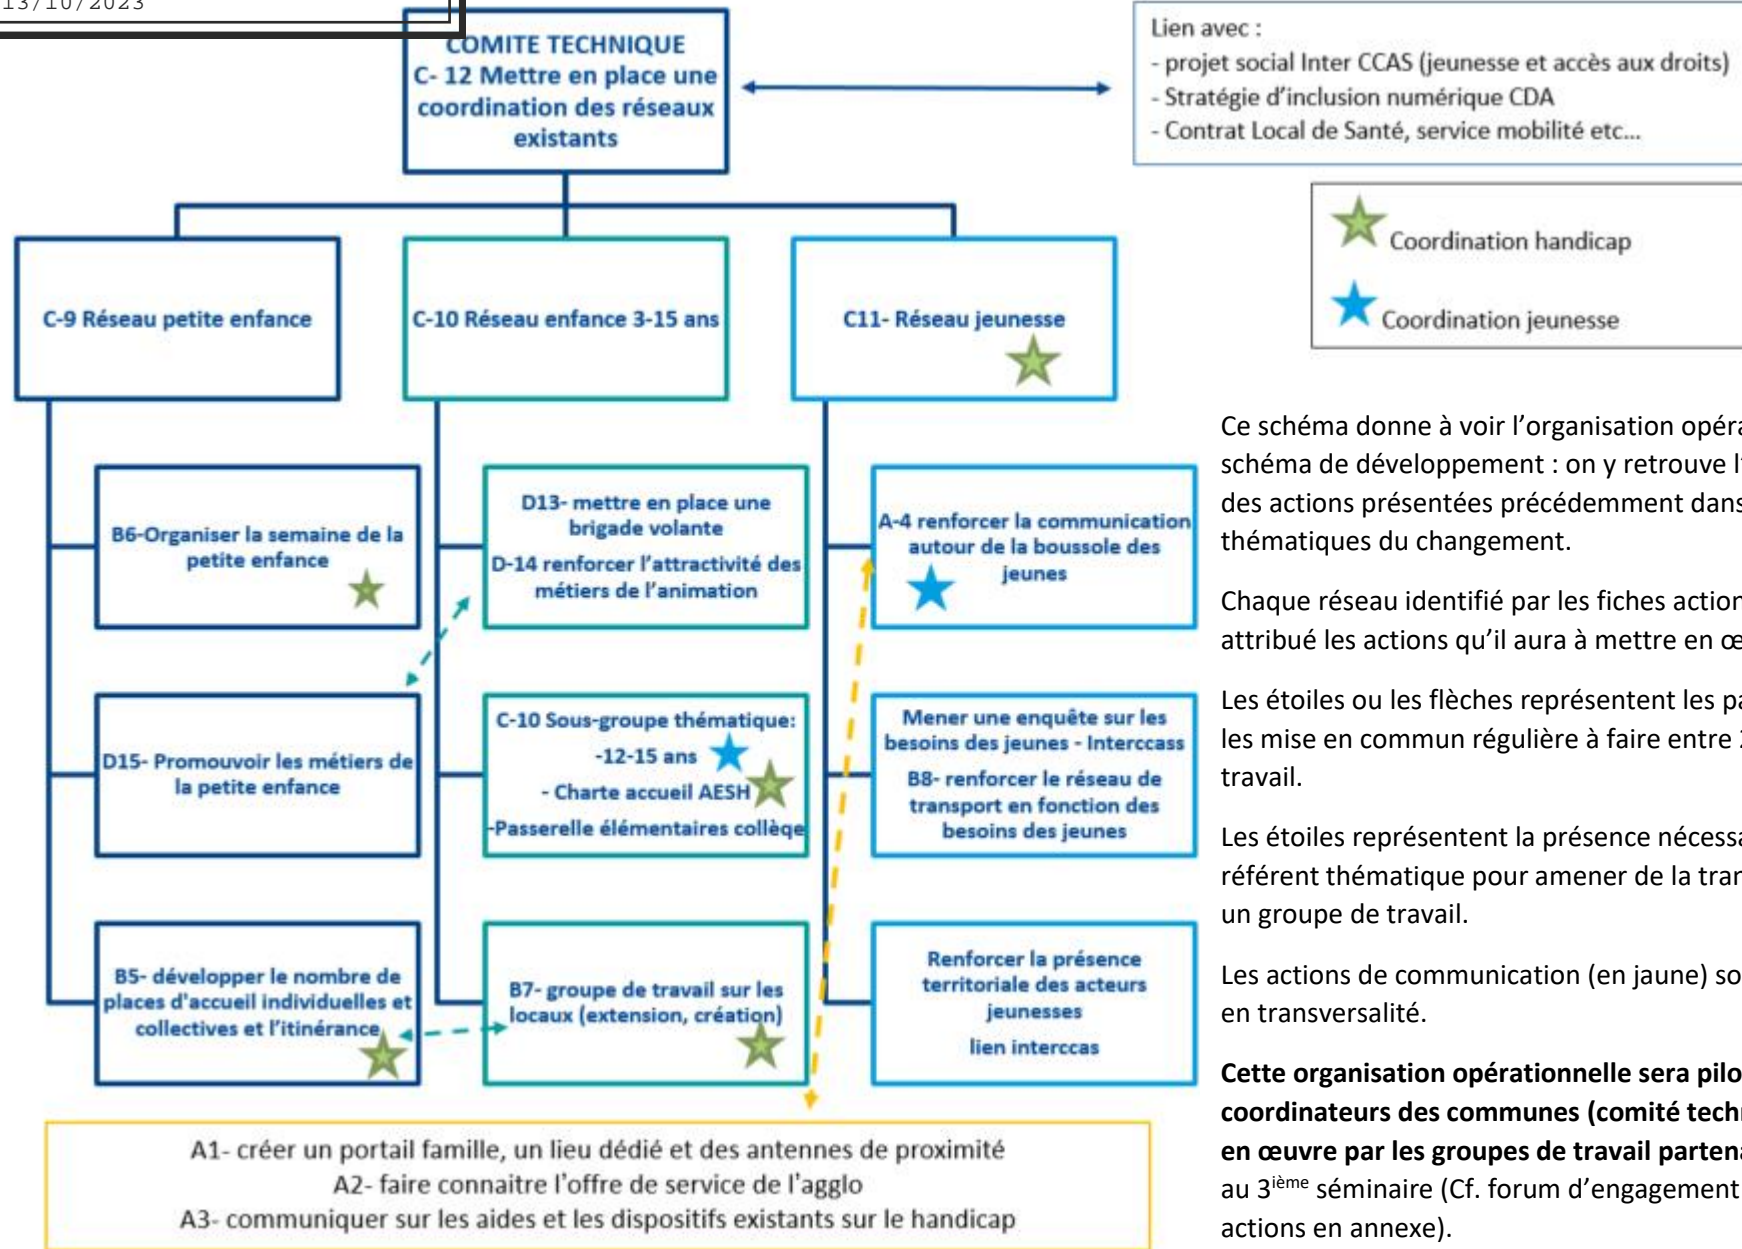 13/10/2023
COMITE TECHNIQUE
C- 12 Mettre en place une
coordination des réseaux
existants
Lien avec :
- projet social Inter CCAS (jeunesse et accès aux droits)
- Stratégie d'inclusion numérique CDA
- Contrat Local de Santé, service mobilité etc...
Coordination handicap
Coordination jeunesse
C-9 Réseau petite enfance
C-10 Réseau enfance 3-15 ans
C11- Réseau jeunesse
B6-Organiser la semaine de la
petite enfance
D15- Promouvoir les métiers de
la petite enfance
B5- développer le nombre de
places d'accueil individuelles et
collectives et l'itinérance
D13- mettre en place une
brigade volante
D-14 renforcer l'attractivité des
métiers de l'animation
C-10 Sous-groupe thématique:
-12-15 ans
- Charte accueil AESH
-Passerelle élémentaires collège
B7- groupe de travail sur les
locaux (extension, création)
A-4 renforcer la communication
autour de la boussole des
jeunes
Mener une enquête sur les
besoins des jeunes - Interccass
B8- renforcer le réseau de
transport en fonction des
besoins des jeunes
Renforcer la présence
territoriale des acteurs
jeunesses
lien interccas
A1- créer un portail famille, un lieu dédié et des antennes de proximité
A2- faire connaitre l'offre de service de l'agglo
A3- communiquer sur les aides et les dispositifs existants sur le handicap
Ce schéma donne à voir l'organisation
schéma de développement : on y retrouve
des actions présentées précédemment dans
thématiques du changement.
Chaque réseau identifié par les fiches
attribué les actions qu'il aura à mettre en
Les étoiles ou les flèches représentent les
les mise en commun régulière à faire entre
travail.
Les étoiles représentent la présence
référent thématique pour amener de la
un groupe de travail.
Les actions de communication (en jaune)
en transversalité.
Cette organisation opérationnelle sera
coordinateurs des communes (comité
en œuvre par les groupes de travail
au 3ième séminaire (Cf. forum d'engagement
actions en annexe).